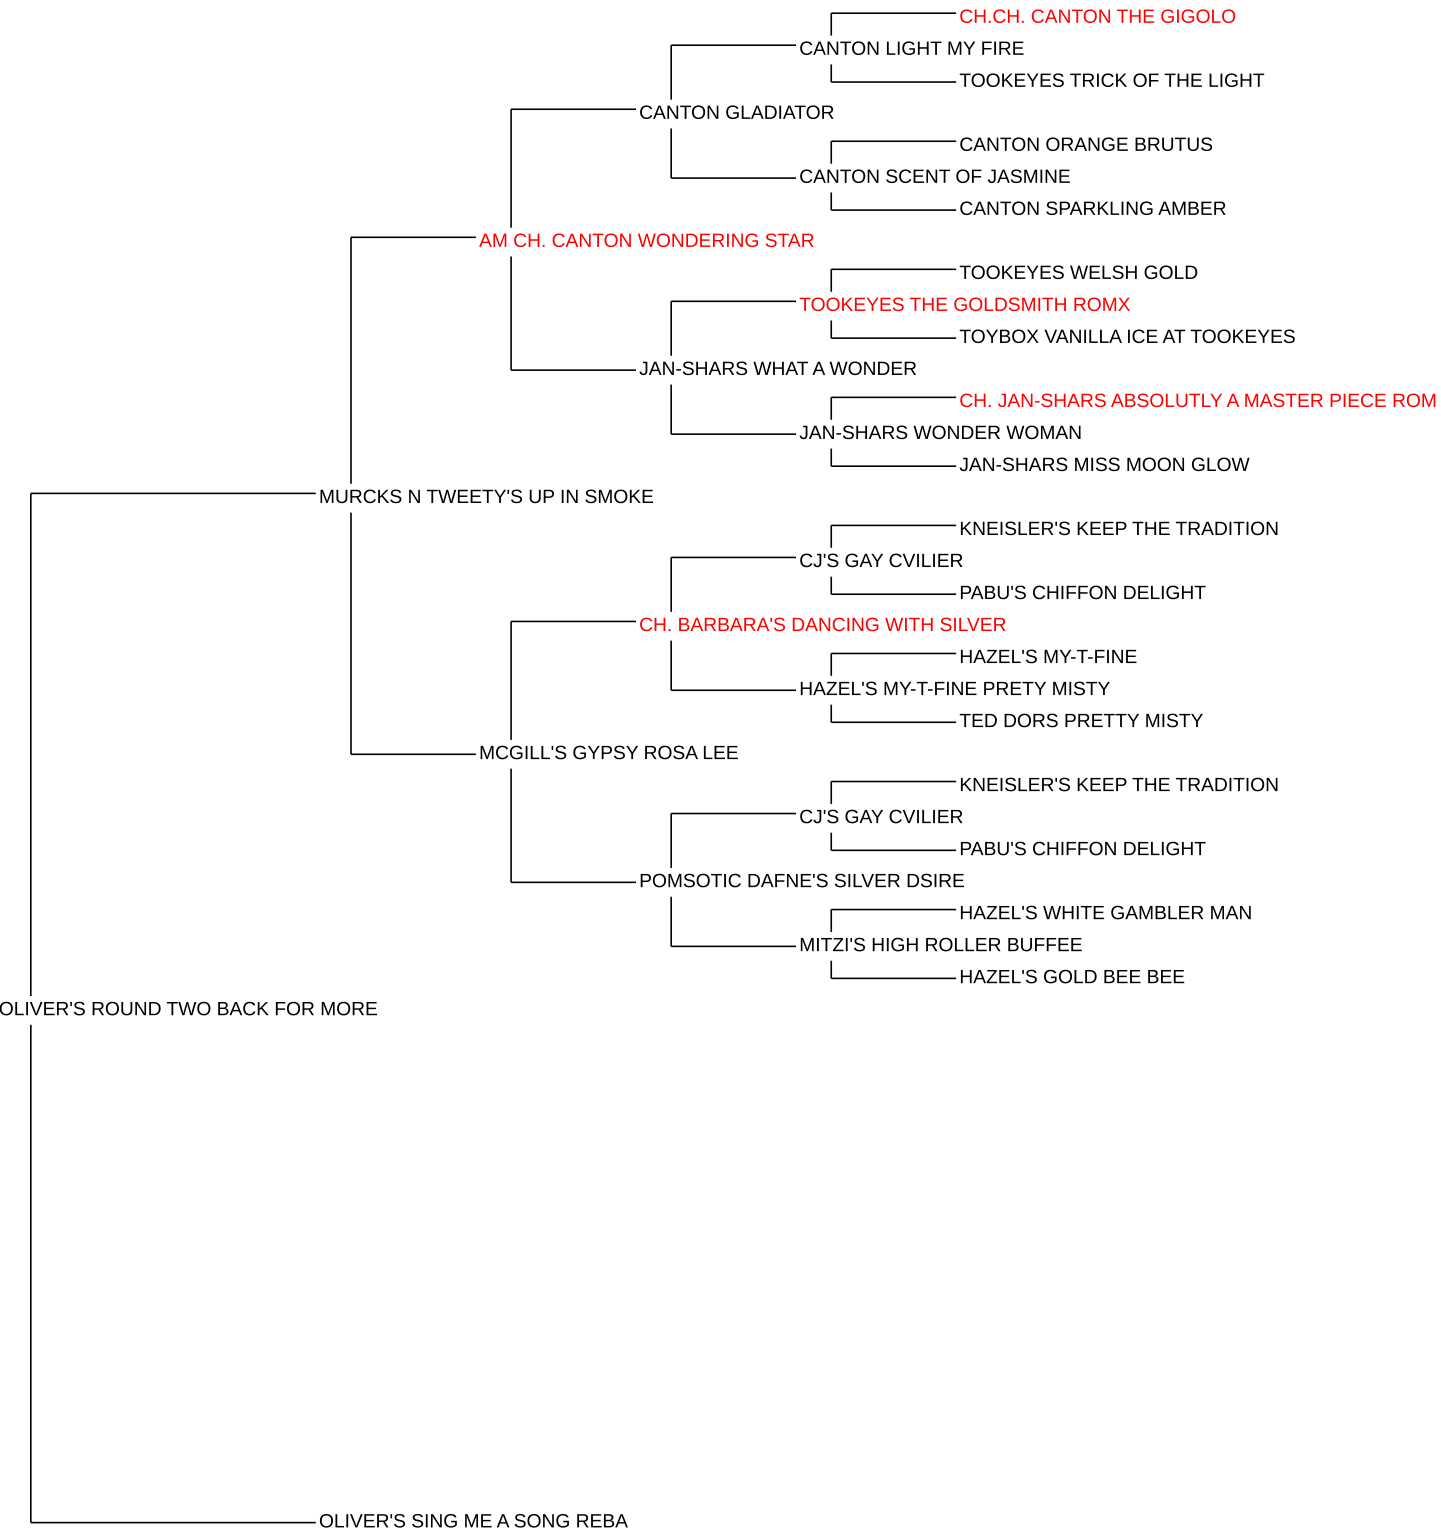 CH.CH. CANTON THE GIGOLO
CANTON LIGHT MY FIRE
TOOKEYES TRICK OF THE LIGHT
CANTON GLADIATOR
CANTON ORANGE BRUTUS
CANTON SCENT OF JASMINE
CANTON SPARKLING AMBER
AM CH. CANTON WONDERING STAR
TOOKEYES WELSH GOLD
TOOKEYES THE GOLDSMITH ROMX
TOYBOX VANILLA ICE AT TOOKEYES
JAN-SHARS WHAT A WONDER
CH. JAN-SHARS ABSOLUTLY A MASTER PIECE ROM
JAN-SHARS WONDER WOMAN
JAN-SHARS MISS MOON GLOW
MURCKS N TWEETY'S UP IN SMOKE
KNEISLER'S KEEP THE TRADITION
CJ'S GAY CVILIER
PABU'S CHIFFON DELIGHT
CH. BARBARA'S DANCING WITH SILVER
HAZEL'S MY-T-FINE
HAZEL'S MY-T-FINE PRETY MISTY
TED DORS PRETTY MISTY
MCGILL'S GYPSY ROSA LEE
KNEISLER'S KEEP THE TRADITION
CJ'S GAY CVILIER
PABU'S CHIFFON DELIGHT
POMSOTIC DAFNE'S SILVER DSIRE
HAZEL'S WHITE GAMBLER MAN
MITZI'S HIGH ROLLER BUFFEE
HAZEL'S GOLD BEE BEE
OLIVER'S ROUND TWO BACK FOR MORE
OLIVER'S SING ME A SONG REBA